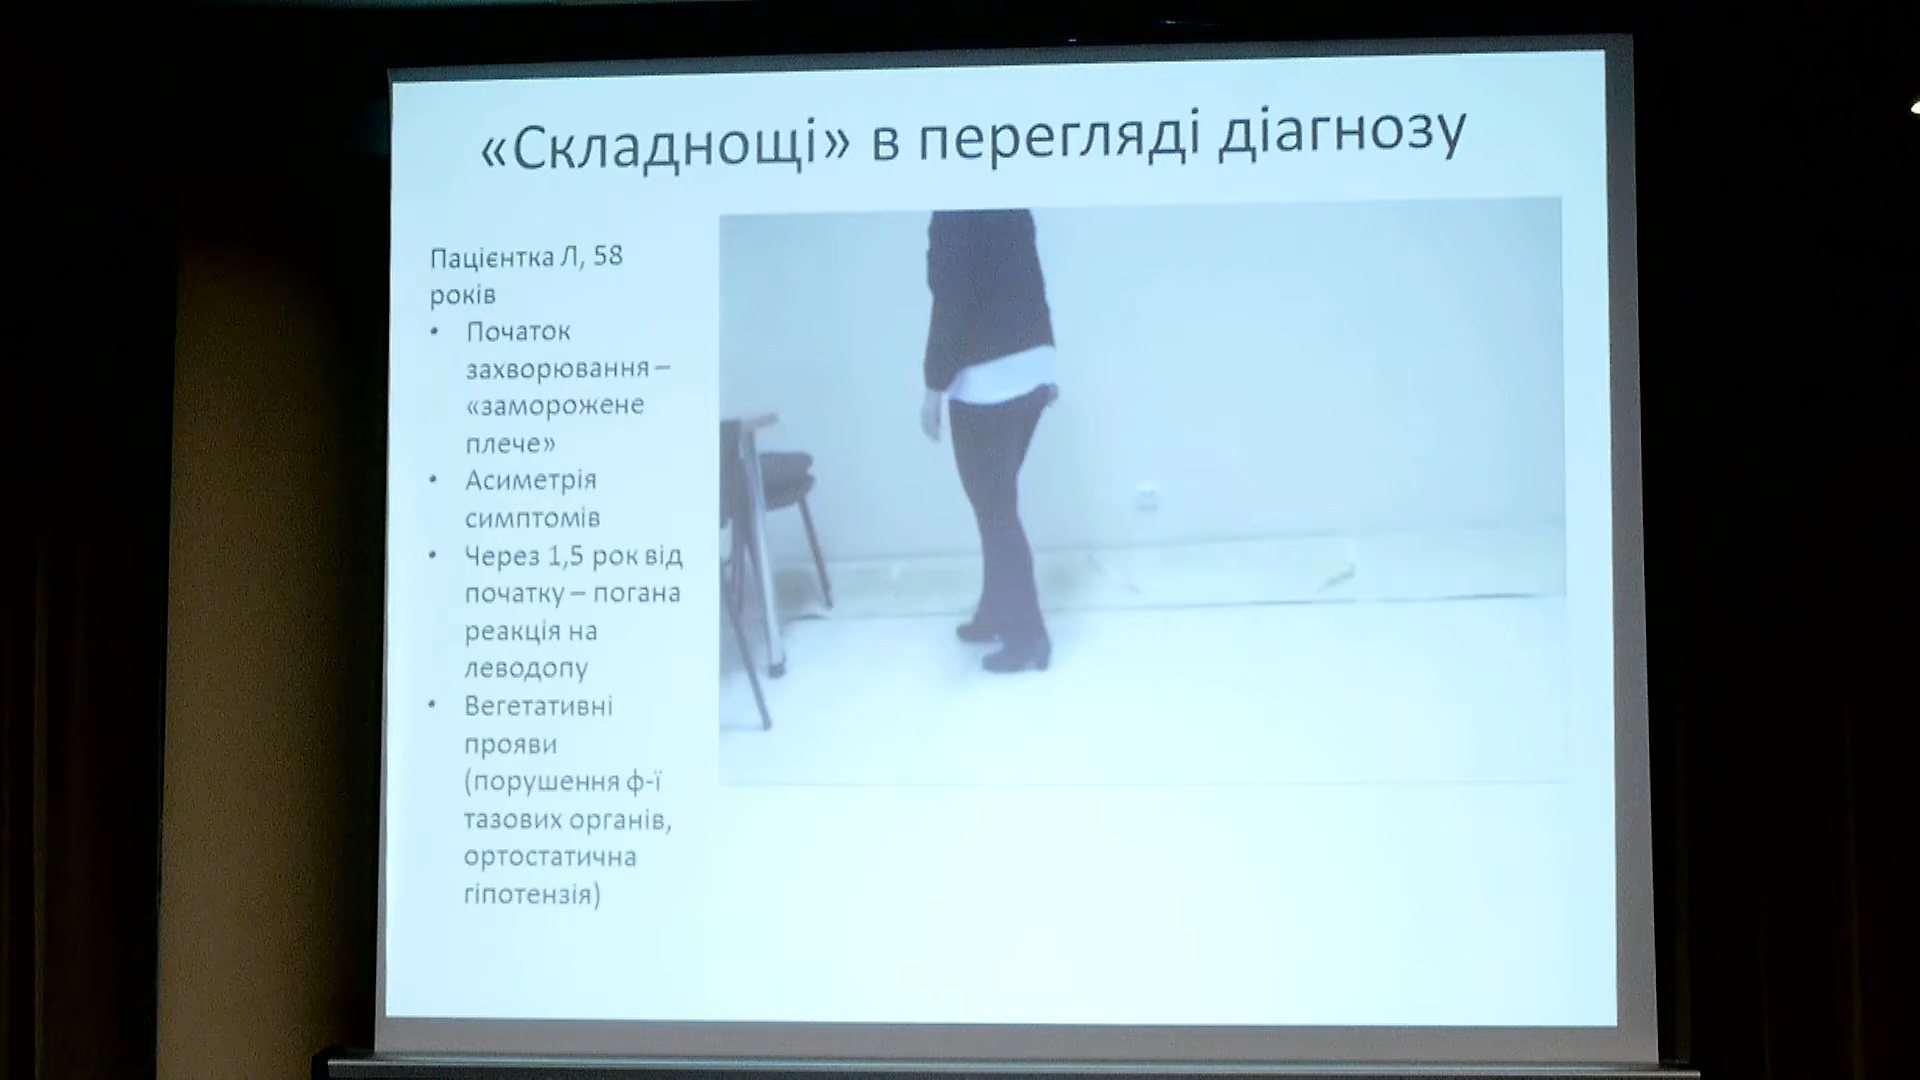 «Складнощі» в перегляді діагнозу
Пацієнтка Л, 58
років
• Початок
захворювання –
«заморожене
плече»
• Асиметрія
симптомів
• Через 1,5 рок від
початку – погана
реакція на
леводопу
• Вегетативні
прояви
(порушення ф-ї
тазових органів,
ортостатична
гіпотензія)